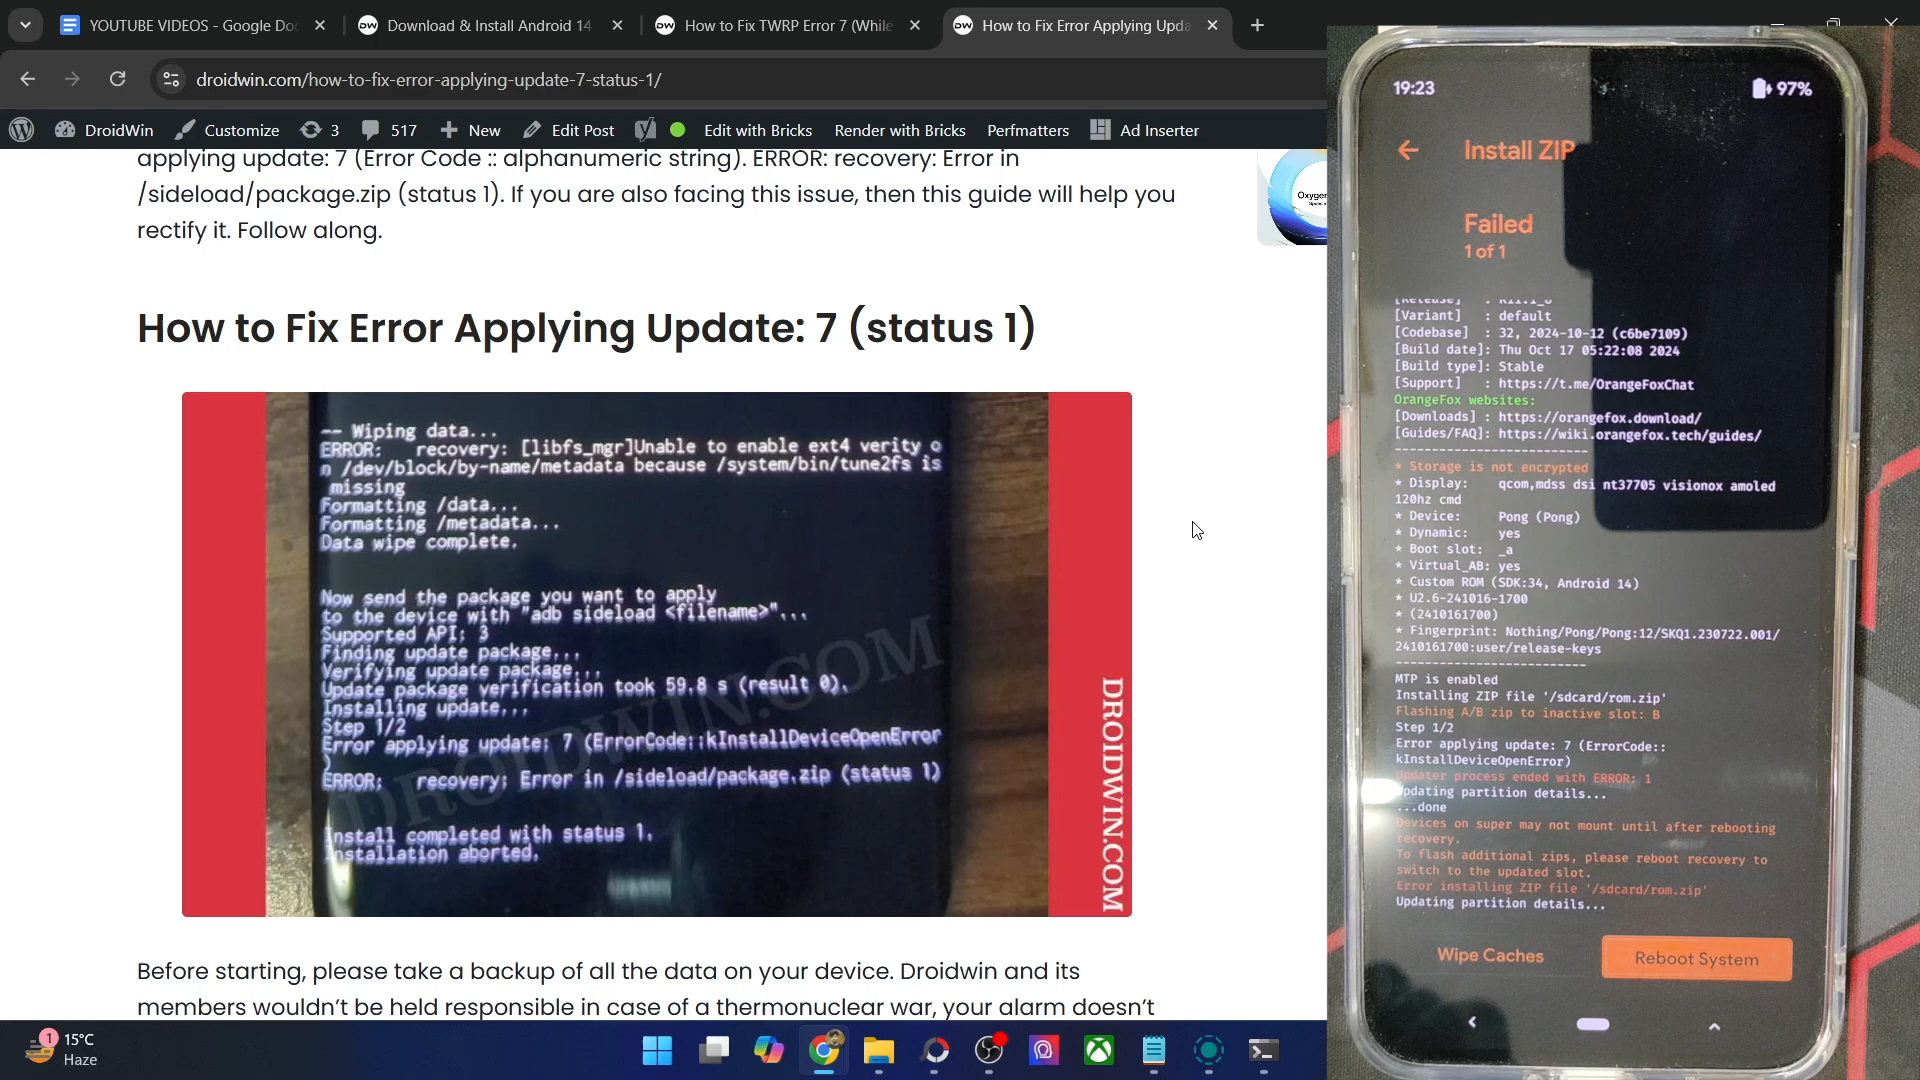 YOUTUBE VIDEOS - Google Doc
Download & Install Android 14
How to Fix TWRP Error 7 (While
How to Fix Error Applying Upda
droidwin.com/how-to-fix-error-applying-update-7-status-1/
DroidWin
Customize
3
517
New
Edit Post
Edit with Bricks
Render with Bricks
Perfmatters
Ad Inserter
applying update: 7 (Error Code :: alphanumeric string). ERROR: recovery: Error in
/sideload/package.zip (status 1). If you are also facing this issue, then this guide will help you
rectify it. Follow along.
How to Fix Error Applying Update: 7 (status 1)
-- Wiping data...
ERROR: recovery: [libfs_mgr]Unable to enable ext4 verity o
n /dev/block/by-name/metadata because /system/bin/tune2fs is
missing
Formatting /data...
Formatting /metadata...
Data wipe complete.
Now send the package you want to apply
to the device with "adb sideload <filename>"...
Supported API: 3
Finding update package...
Verifying update package...
Update package verification took 59.8 s (result 0).
Installing update...
Step 1/2
Error applying update: 7 (ErrorCode::kInstallDeviceOpenError
)
ERROR: recovery: Error in /sideload/package.zip (status 1)
Install completed with status 1.
Installation aborted.
DROIDWIN.COM
DROIDWIN.COM
Before starting, please take a backup of all the data on your device. Droidwin and its
members wouldn't be held responsible in case of a thermonuclear war, your alarm doesn't
1
15°C
Haze
19:23
97%
Install ZIP
Failed
1 of 1
[Variant] : default
[Codebase] : 32, 2024-10-12 (c6be7109)
[Build date]: Thu Oct 17 05:22:08 2024
[Build type]: Stable
[Support] : https://t.me/OrangeFoxChat
OrangeFox websites:
[Downloads] : https://orangefox.download/
[Guides/FAQ]: https://wiki.orangefox.tech/guides/
--------------------------
* Storage is not encrypted
* Display: qcom,mdss dsi nt37705 visionox amoled
120hz cmd
* Device: Pong (Pong)
* Dynamic: yes
* Boot slot: _a
* Virtual_AB: yes
* Custom ROM (SDK:34, Android 14)
* U2.6-241016-1700
* (2410161700)
* Fingerprint: Nothing/Pong/Pong:12/SKQ1.230722.001/
2410161700:user/release-keys
--------------------------
MTP is enabled
Installing ZIP file '/sdcard/rom.zip'
Flashing A/B zip to inactive slot: B
Step 1/2
Error applying update: 7 (ErrorCode::
kInstallDeviceOpenError)
Updater process ended with ERROR: 1
Updating partition details...
...done
Devices on super may not mount until after rebooting
recovery.
To flash additional zips, please reboot recovery to
switch to the updated slot.
Error installing ZIP file '/sdcard/rom.zip'
Updating partition details...
Wipe Caches
Reboot System